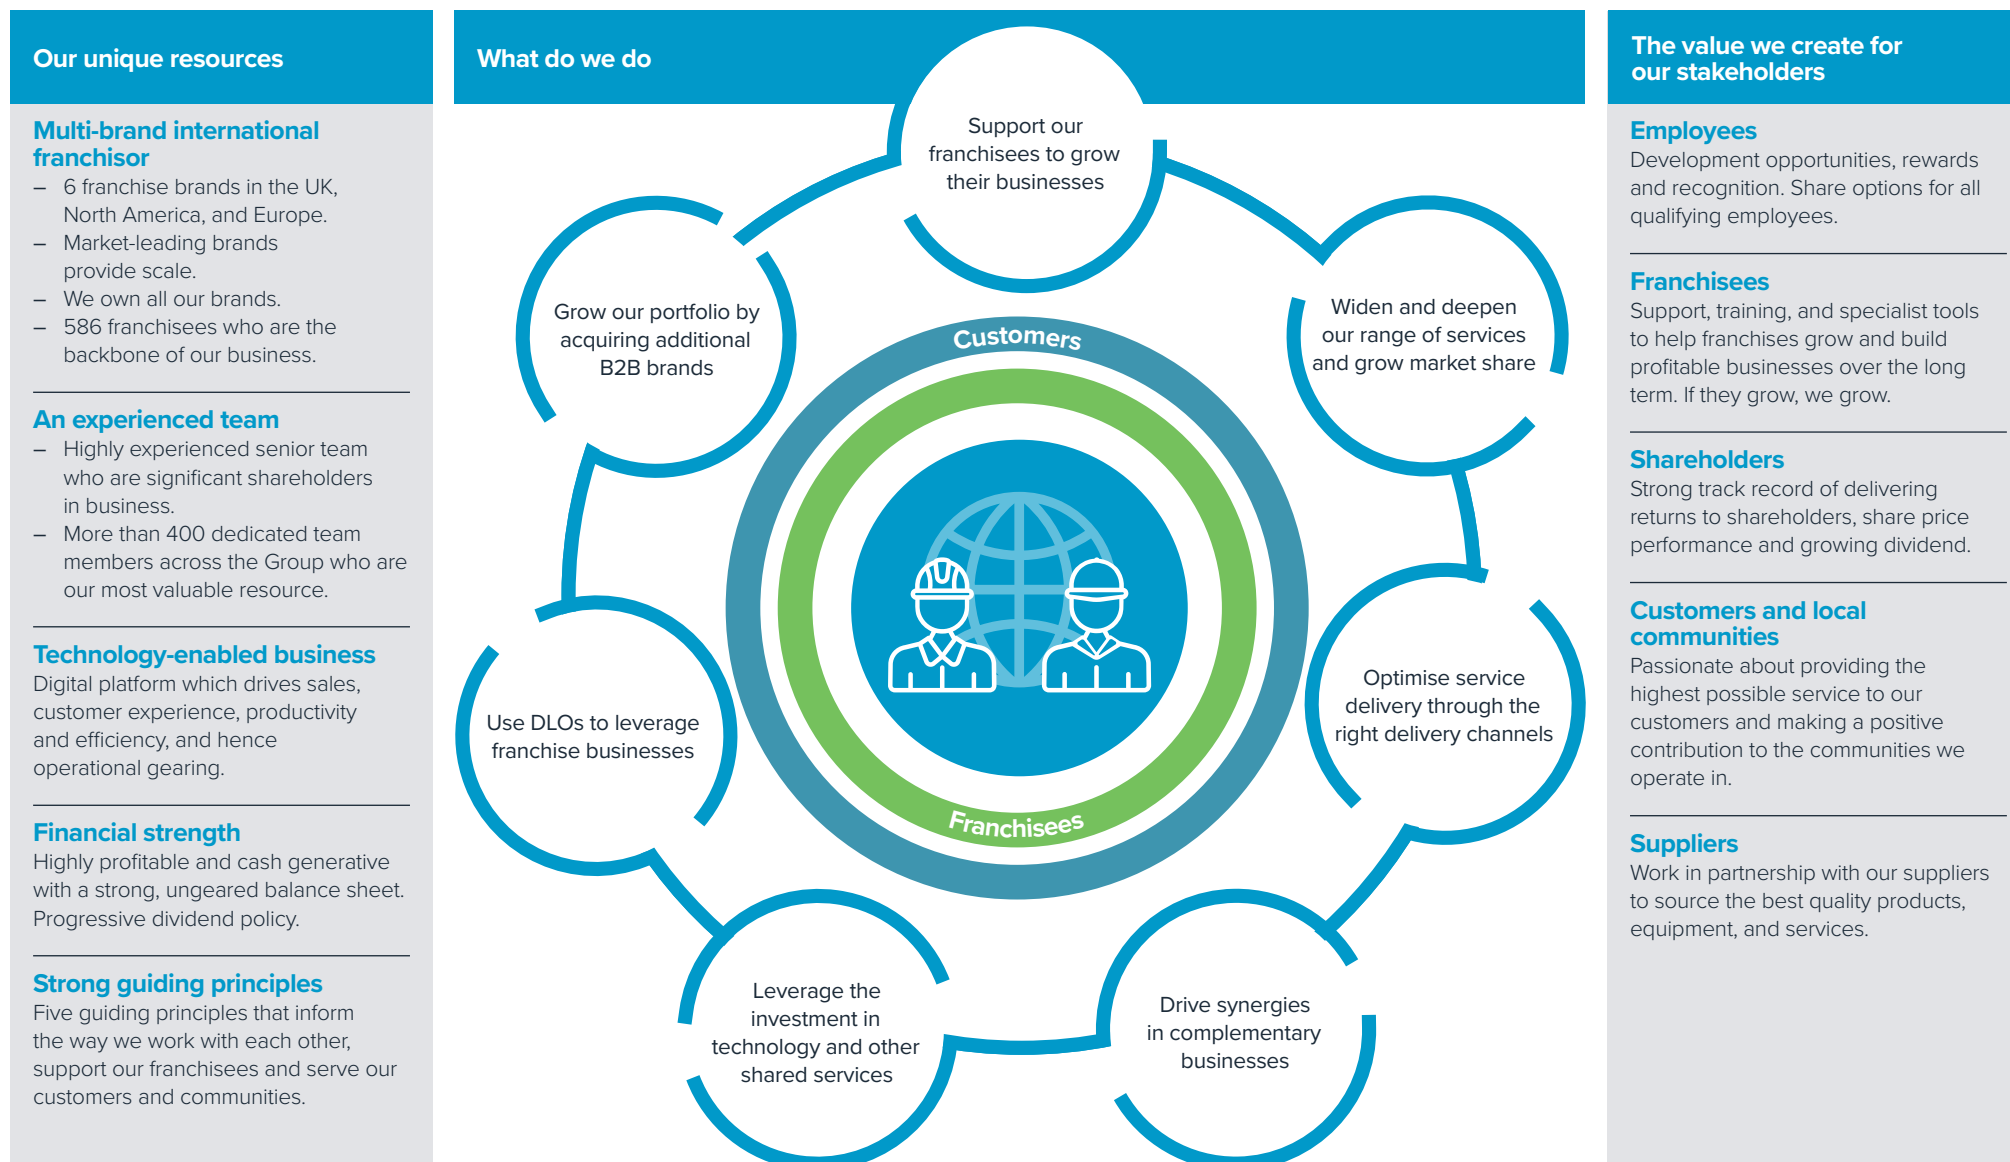 Our unique resources
Multi-brand international
franchisor
– 6 franchise brands in the UK,
North America, and Europe.
– Market-leading brands
provide scale.
– We own all our brands.
– 586 franchisees who are the
backbone of our business.
An experienced team
– Highly experienced senior team
who are significant shareholders
in business.
– More than 400 dedicated team
members across the Group who are
our most valuable resource.
Technology-enabled business
Digital platform which drives sales,
customer experience, productivity
and efficiency, and hence
operational gearing.
Financial strength
Highly profitable and cash generative
with a strong, ungeared balance sheet.
Progressive dividend policy.
Strong guiding principles
Five guiding principles that inform
the way we work with each other,
support our franchisees and serve our
customers and communities.
What do we do
Support our
franchisees to grow
their businesses
Widen and deepen
our range of services
and grow market share
Optimise service
delivery through the
right delivery channels
Drive synergies
in complementary
businesses
Leverage the
investment in
technology and other
shared services
Use DLOs to leverage
franchise businesses
Grow our portfolio by
acquiring additional
B2B brands
Customers
Franchisees
The value we create for
our stakeholders
Employees
Development opportunities, rewards
and recognition. Share options for all
qualifying employees.
Franchisees
Support, training, and specialist tools
to help franchises grow and build
profitable businesses over the long
term. If they grow, we grow.
Shareholders
Strong track record of delivering
returns to shareholders, share price
performance and growing dividend.
Customers and local
communities
Passionate about providing the
highest possible service to our
customers and making a positive
contribution to the communities we
operate in.
Suppliers
Work in partnership with our suppliers
to source the best quality products,
equipment, and services.